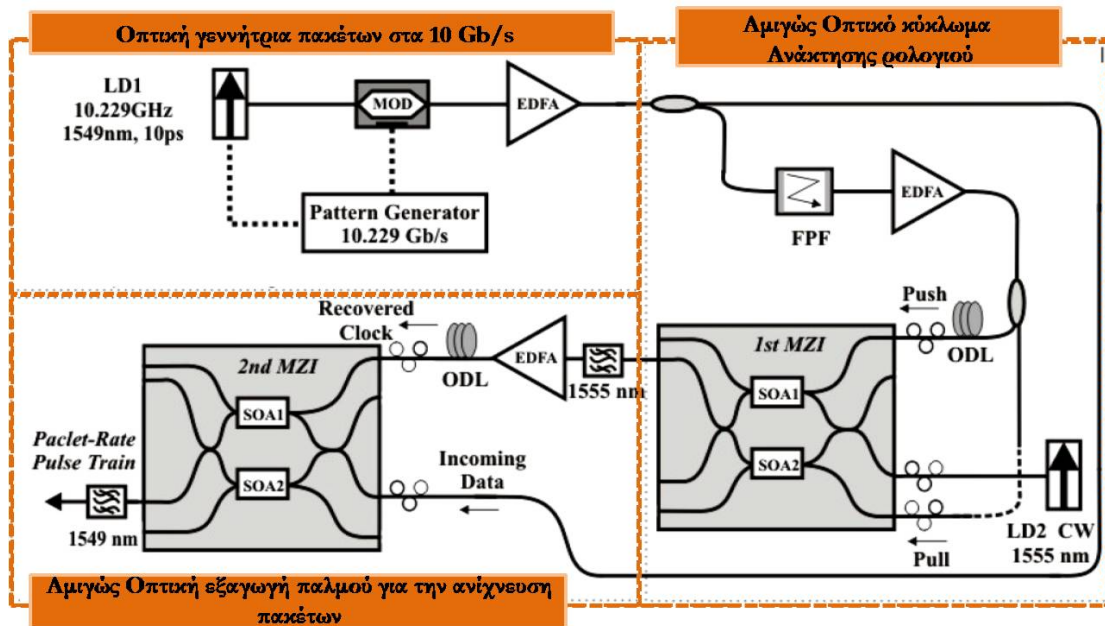 Οπτική γεννήτρια πακέτων στα 10 Gb/s
LD1
10.229GHz
1549nm, 10ps
MOD
EDFA
Pattern Generator
10.229 Gb/s
Αμιγώς Οπτικό κύκλωμα
Ανάκτησης ρολογιού
FPF
EDFA
Push
ODL
1st MZI
SOA1
SOA2
Pull
LD2 CW
1555 nm
1555 nm
EDFA
ODL
Recovered
Clock
2nd MZI
SOA1
SOA2
Incoming
Data
Paclet-Rate
Pulse Train
1549 nm
Αμιγώς Οπτική εξαγωγή παλμού για την ανίχνευση
πακέτων